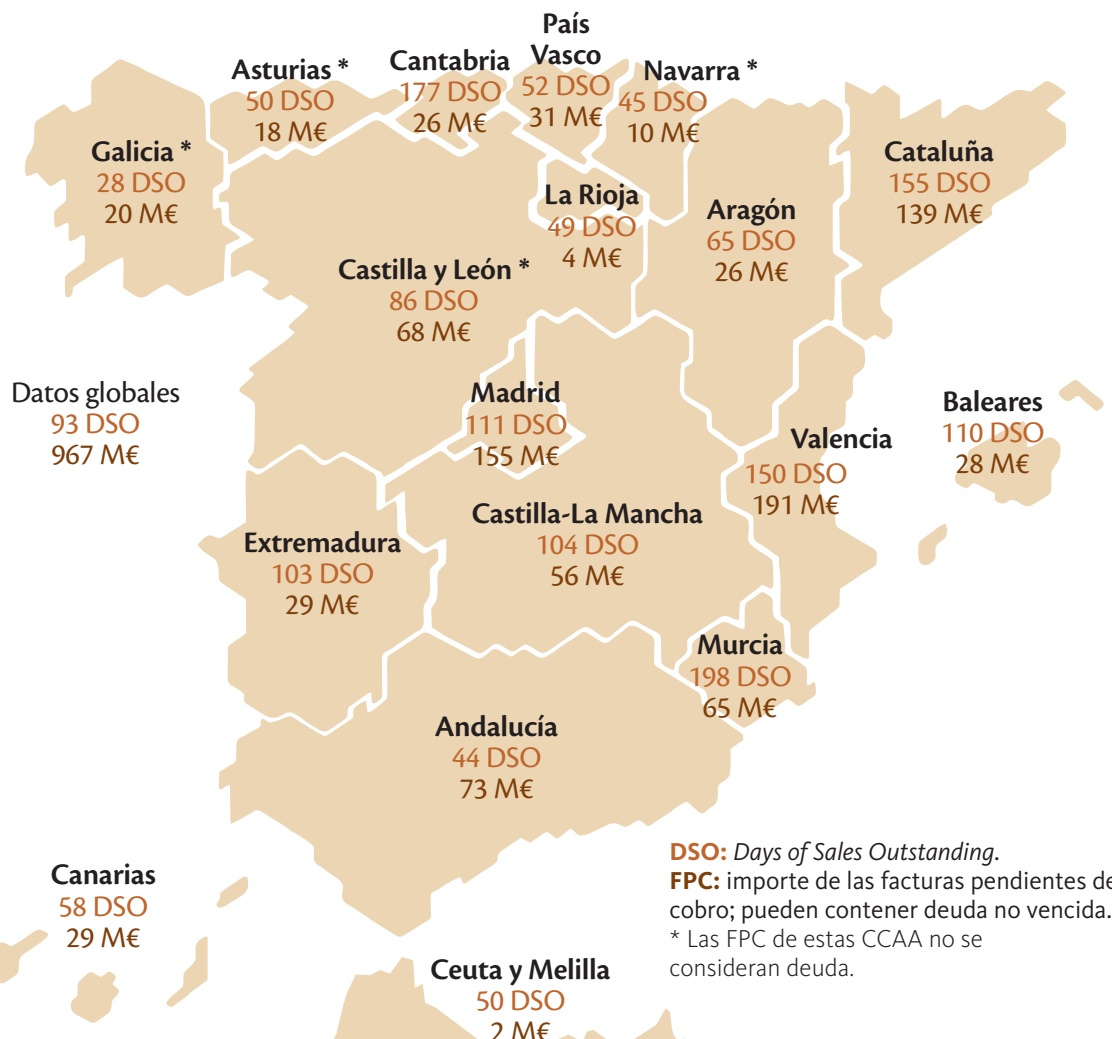 País
Vasco
52 DSO
31 M€
Asturias *
50 DSO
18 M€
Cantabria
177 DSO
26 M€
Navarra *
45 DSO
10 M€
Galicia *
28 DSO
20 M€
La Rioja
49 DSO
4 M€
Aragón
65 DSO
26 M€
Cataluña
155 DSO
139 M€
Castilla y León *
86 DSO
68 M€
Datos globales
93 DSO
967 M€
Madrid
111 DSO
155 M€
Valencia
150 DSO
191 M€
Baleares
110 DSO
28 M€
Extremadura
103 DSO
29 M€
Castilla-La Mancha
104 DSO
56 M€
Murcia
198 DSO
65 M€
Andalucía
44 DSO
73 M€
Canarias
58 DSO
29 M€
Ceuta y Melilla
50 DSO
2 M€
DSO: Days of Sales Outstanding.
FPC: importe de las facturas pendientes de
cobro; pueden contener deuda no vencida.
* Las FPC de estas CCAA no se
consideran deuda.